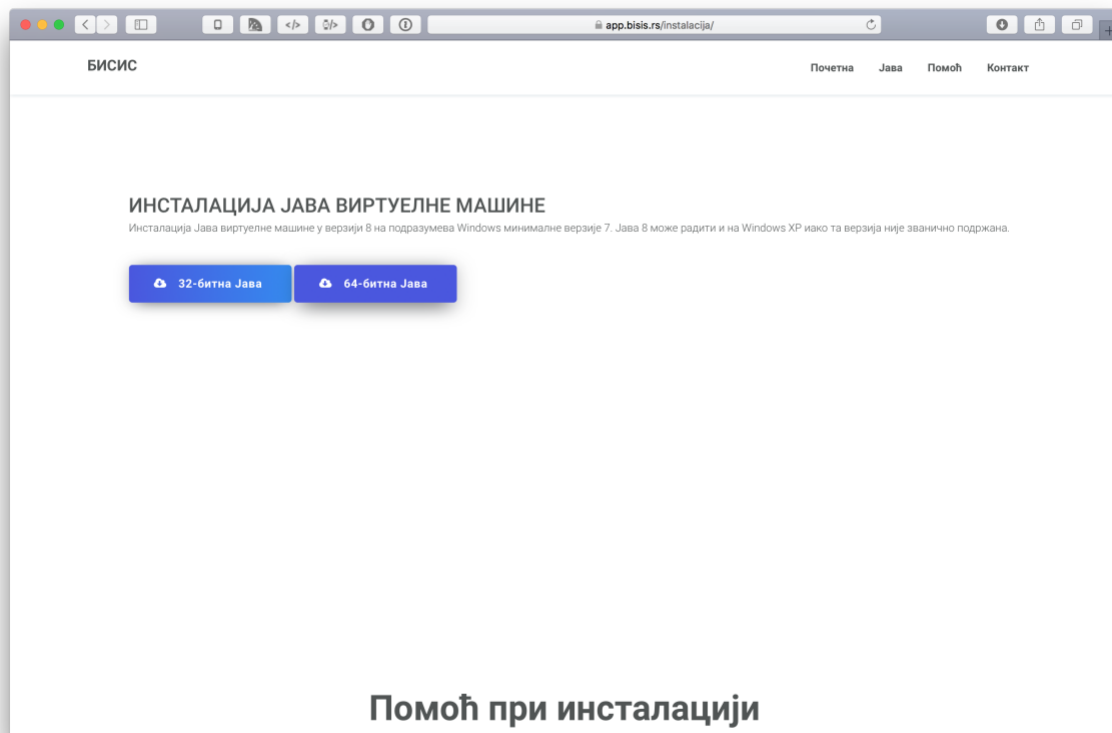 app.bisis.rs/instalacija/
БИСИС
Почетна Јава Помоћ Контакт
ИНСТАЛАЦИЈА ЈАВА ВИРТУЕЛНЕ МАШИНЕ
Инсталација Јава виртуелне машине у верзији 8 на подразумева Windows минималне верзије 7. Јава 8 може радити и на Windows XP иако та верзија није званично подржана.
32-битна Јава 64-битна Јава
Помоћ при инсталацији